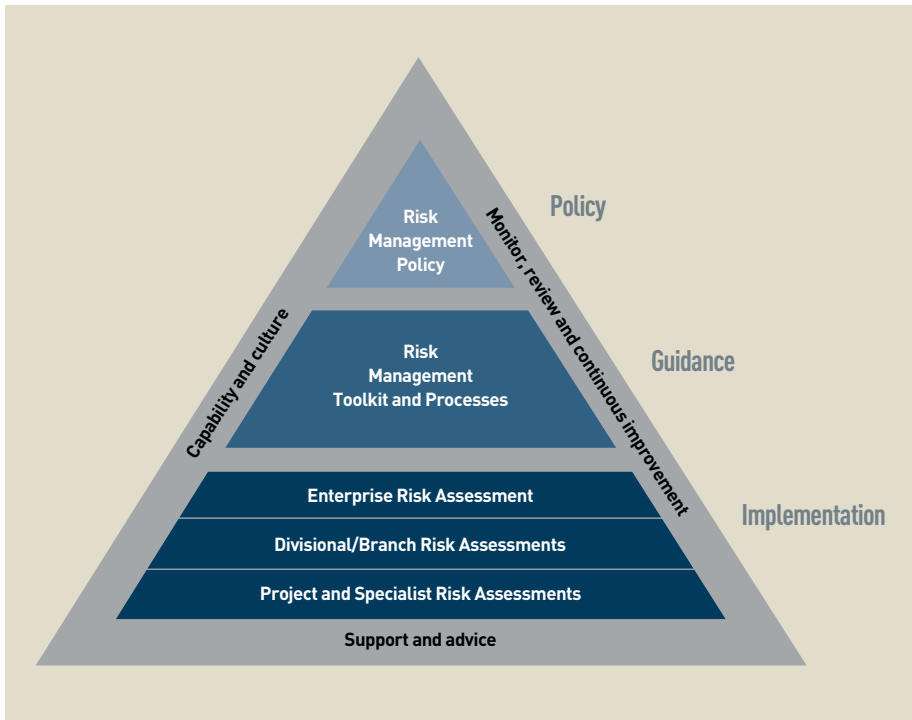 Risk
Management
Policy
Policy
Monitor, review and continuous improvement
Capability and culture
Risk
Management
Toolkit and Processes
Guidance
Enterprise Risk Assessment
Divisional/Branch Risk Assessments
Project and Specialist Risk Assessments
Implementation
Support and advice